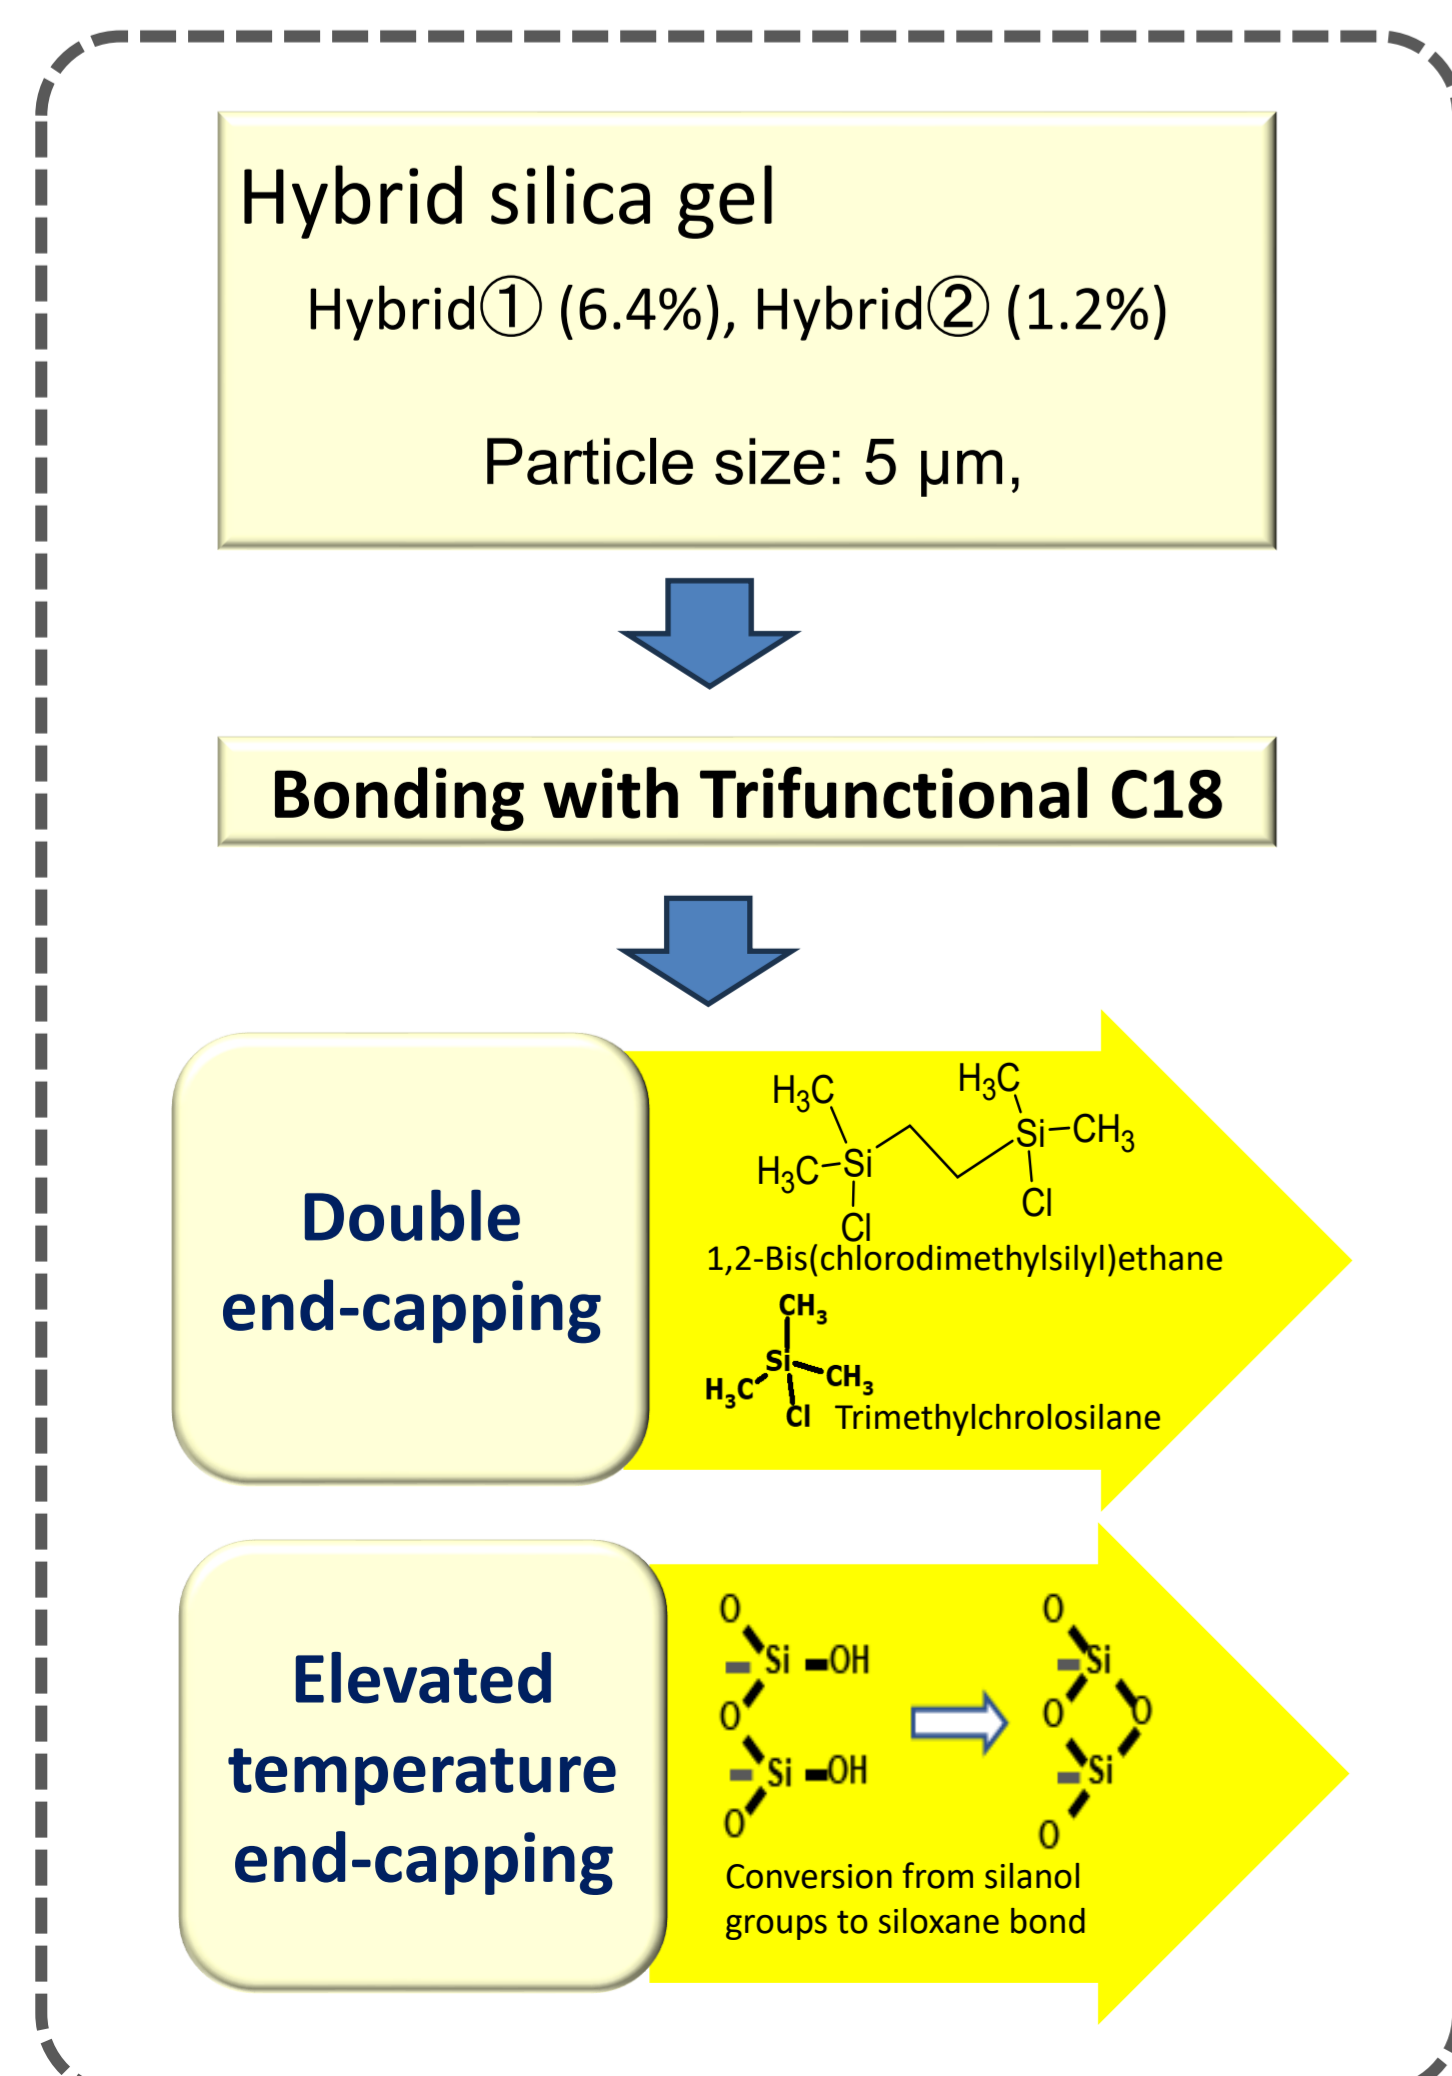 Hybrid silica gel
Hybrid① (6.4%), Hybrid② (1.2%)
Particle size: 5 μm,
Bonding with Trifunctional C18
Double
end-capping
H₃C
H₃C
H₃C–Si
Si–CH₃
Cl
Cl
1,2-Bis(chlorodimethylsilyl)ethane
CH₃
Si
H₃C
CH₃
Cl
Trimethylchrolosilane
Elevated
temperature
end-capping
O
Si –OH
O
Si –OH
O
O
Si
O
O
Si
O
Conversion from silanol
groups to siloxane bond